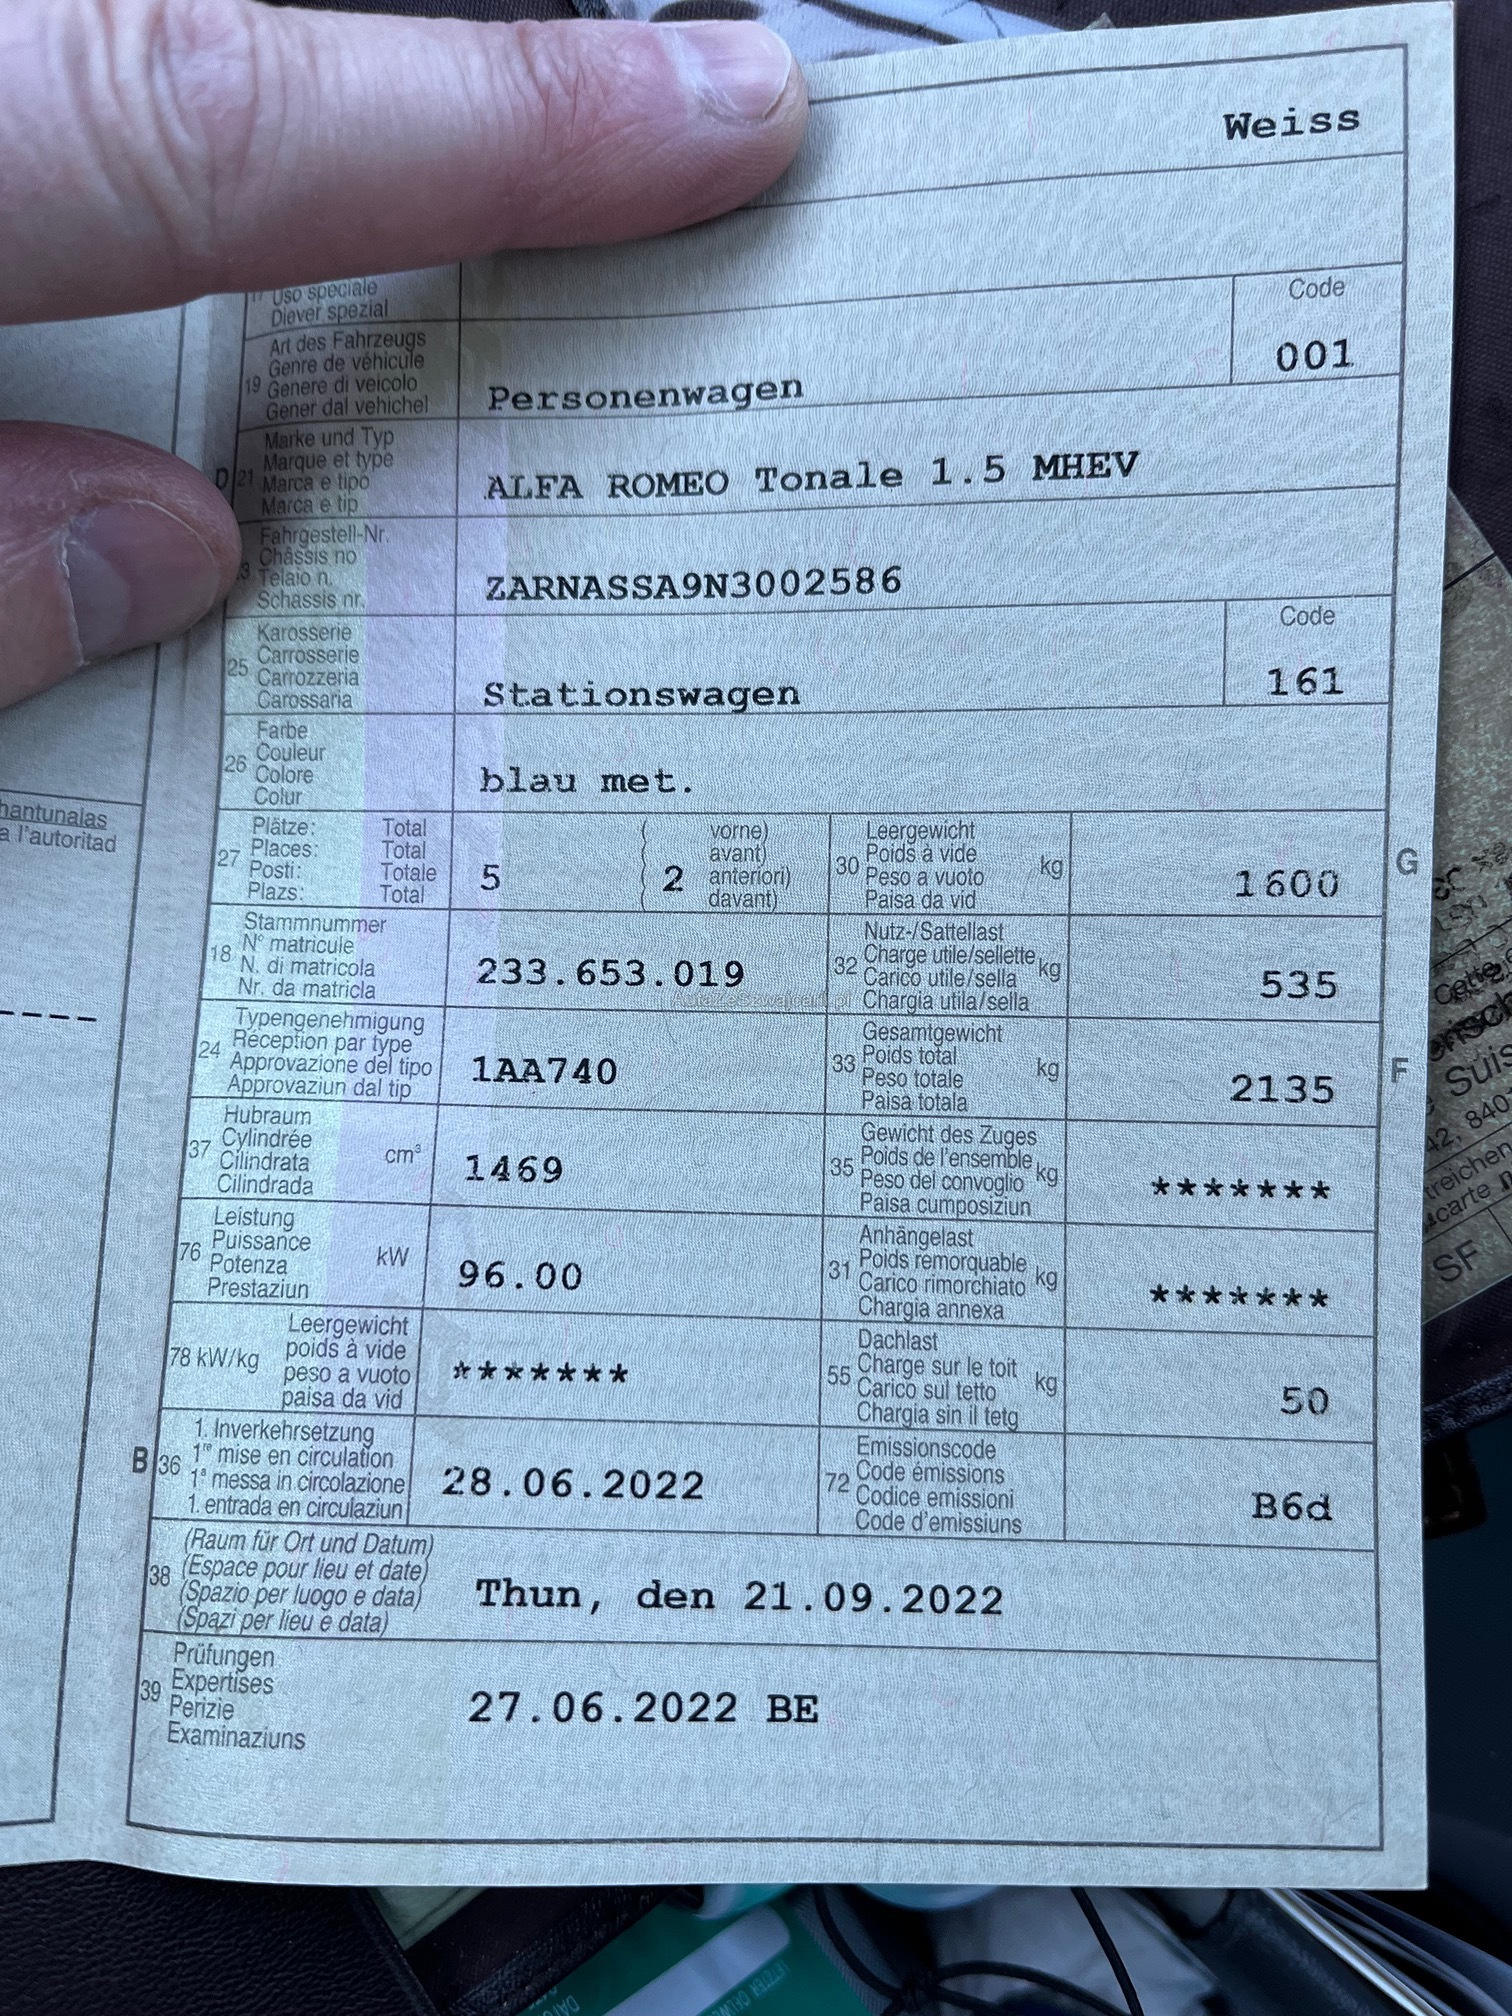 Weiss
17 Uso speciale
Diever spezial
Code
Art des Fahrzeugs
Genre de véhicule
19 Genere di veicolo
Gener dal vehichel
Personenwagen
001
Marke und Typ
D 21 Marque et type
Marca e tipo
Marca e tip
ALFA ROMEO Tonale 1.5 MHEV
Fahrgestell-Nr.
Châssis no
3 Telaio n.
Schassis nr.
ZARNASSA9N3002586
Karosserie
25 Carrosserie
Carrozzeria
Carossaria
Stationswagen
Code
161
Farbe
26 Couleur
Colore
Colur
blau met.
Plätze: Total
27 Places: Total
Posti: Totale
Plazs: Total
5
2
vorne)
avant)
anteriori)
davant)
Leergewicht
30 Poids à vide kg
Peso a vuoto
Paisa da vid
1600
G
Stammnummer
18 N° matricule
N. di matricola
Nr. da matricla
233.653.019
Nutz-/Sattellast
32 Charge utile/sellette kg
Carico utile/sella
Chargia utila/sella
535
Typengenehmigung
24 Réception par type
Approvazione del tipo
Approvaziun dal tip
1AA740
Gesamtgewicht
33 Poids total kg
Peso totale
Paisa totala
2135
F
Hubraum
37 Cylindrée cm³
Cilindrata
Cilindrada
1469
Gewicht des Zuges
35 Poids de l'ensemble kg
Peso del convoglio
Paisa cumposiziun
*******
Leistung
76 Puissance kW
Potenza
Prestaziun
96.00
Anhängelast
31 Poids remorquable kg
Carico rimorchiato
Chargia annexa
*******
Leergewicht
78 kW/kg poids à vide
peso a vuoto
paisa da vid
*******
Dachlast
55 Charge sur le toit kg
Carico sul tetto
Chargia sin il tetg
50
1. Inverkehrsetzung
B 36 1re mise en circulation
1a messa in circolazione
1. entrada en circulaziun
28.06.2022
Emissionscode
72 Code émissions
Codice emissioni
Code d'emissiuns
B6d
(Raum für Ort und Datum)
38 (Espace pour lieu et date)
(Spazio per luogo e data)
(Spazi per lieu e data)
Thun, den 21.09.2022
Prüfungen
39 Expertises
Perizie
Examinaziuns
27.06.2022 BE
hantunalas
a l'autoritad
Cette
Suis
42, 840
treichen
carte
SF